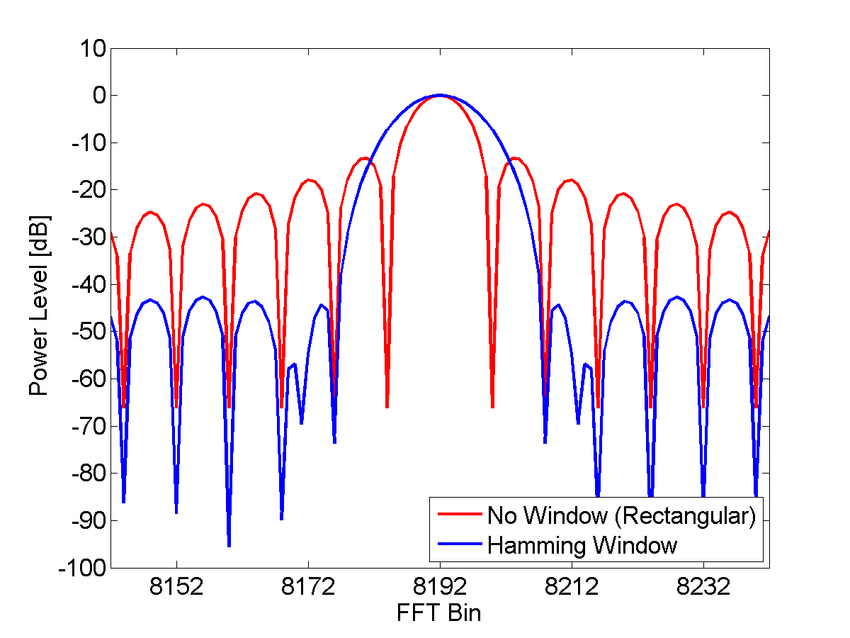 10
0
-10
-20
-30
-40
-50
-60
-70
-80
-90
-100
Power Level [dB]
No Window (Rectangular)
Hamming Window
8152 8172 8192 8212 8232
FFT Bin